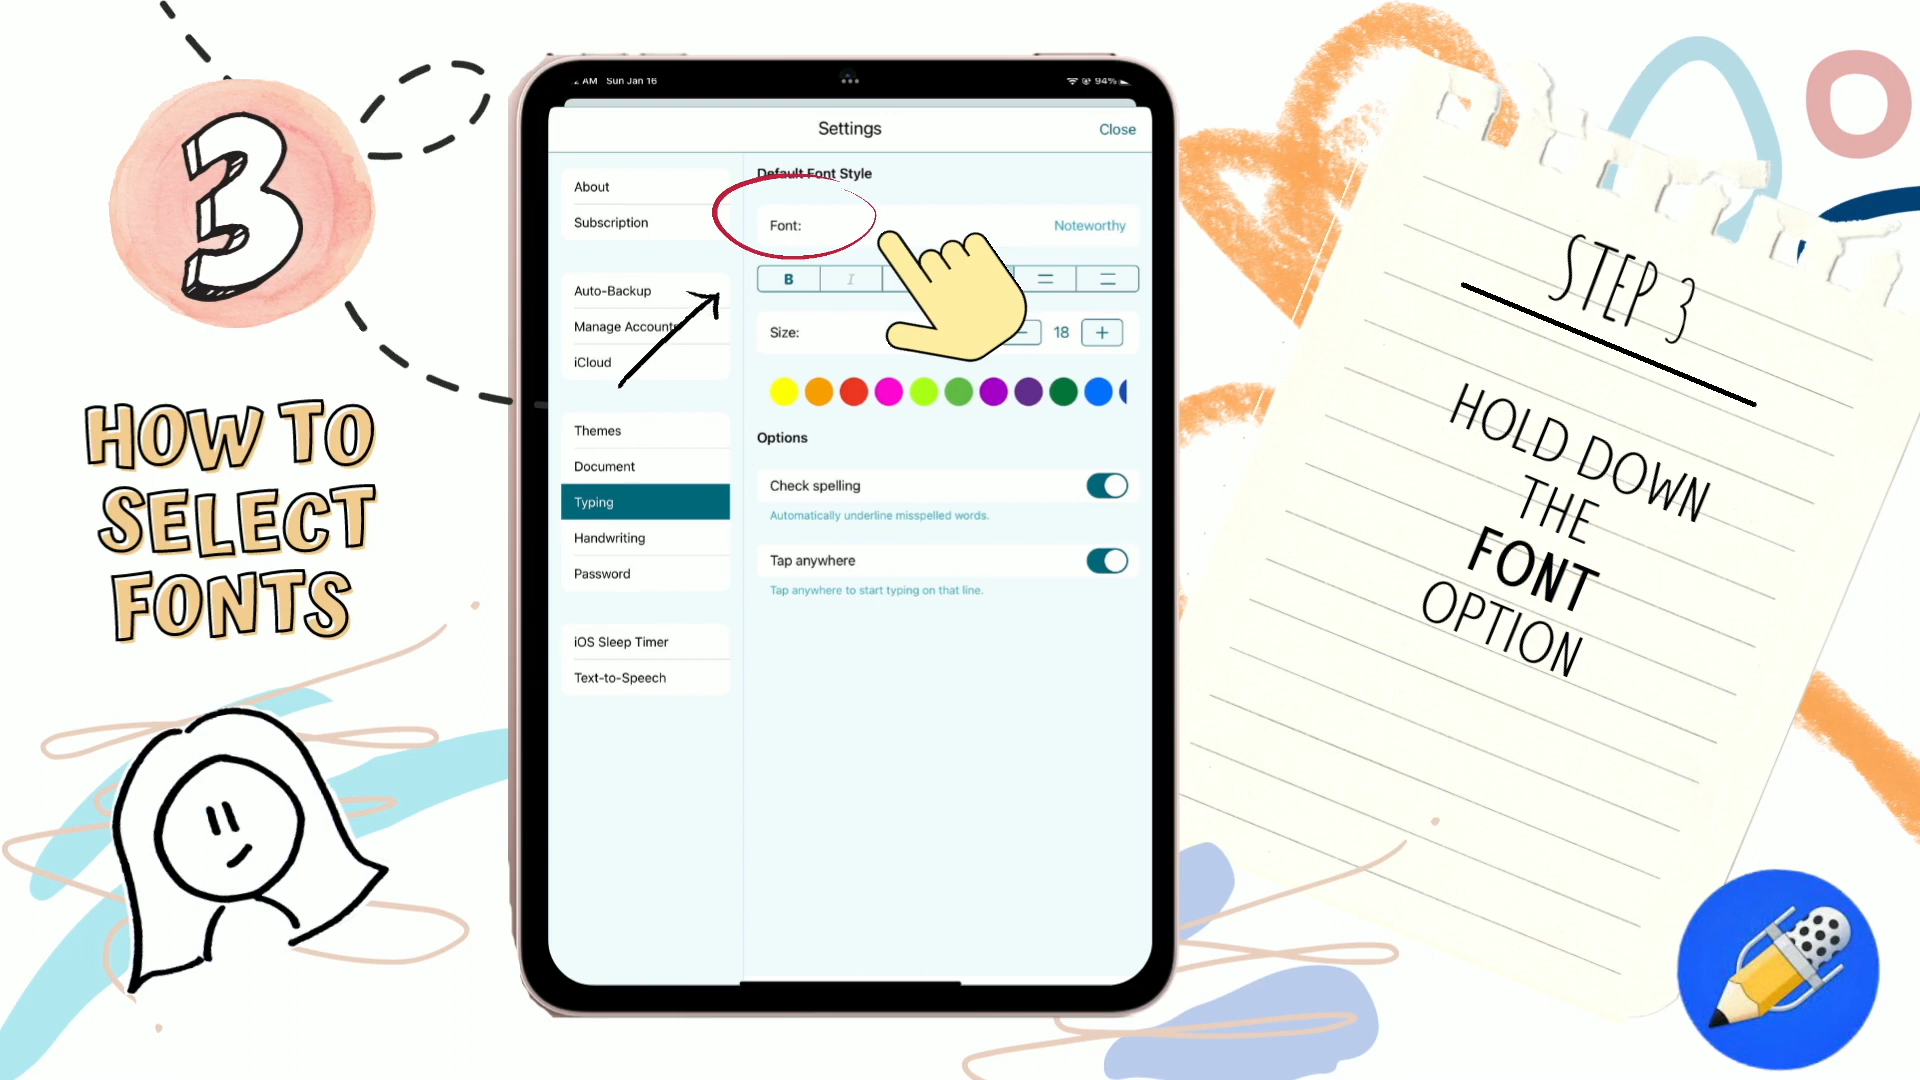 3
HOW TO
SELECT
FONTS
AM Sun Jan 16
94%
Settings
Close
About
Subscription
Auto-Backup
Manage Accounts
iCloud
Themes
Document
Typing
Handwriting
Password
iOS Sleep Timer
Text-to-Speech
Default Font Style
Font:
Noteworthy
B I
Size:
18
Options
Check spelling
Automatically underline misspelled words.
Tap anywhere
Tap anywhere to start typing on that line.
STEP 3
HOLD DOWN
THE
FONT
OPTION